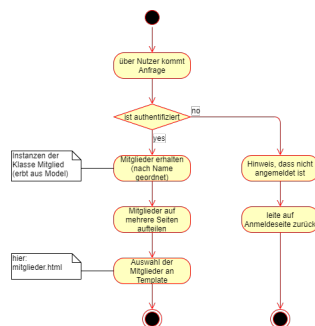 über Nutzer kommt
Anfrage
ist authentifiziert
no
yes
Instanzen der
Klasse Mitglied
(erbt aus Model)
Mitglieder erhalten
(nach Name
geordnet)
Hinweis, dass nicht
angemeldet ist
Mitglieder auf
mehrere Seiten
aufteilen
leite auf
Anmeldeseite zurück
hier:
mitglieder.html
Auswahl der
Mitglieder an
Template